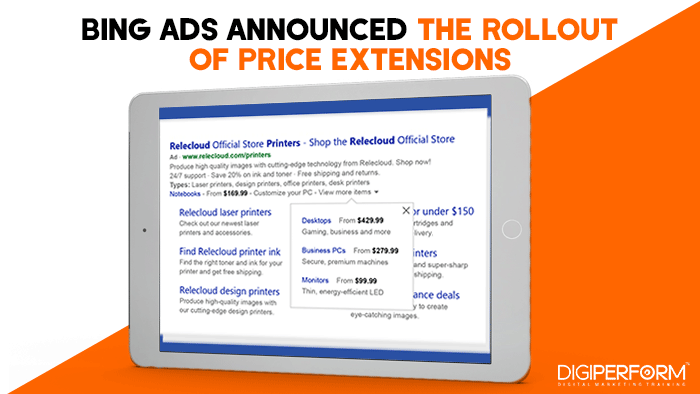 BING ADS ANNOUNCED THE ROLLOUT
OF PRICE EXTENSIONS
Relecloud Official Store Printers - Shop the Relecloud Official Store
Ad · www.relecloud.com/printers
Produce high quality images with cutting-edge technology from Relecloud. Shop now!
24/7 support · Save 20% on ink and toner · Free shipping and returns.
Types: Laser printers, design printers, office printers, desk printers
Notebooks - From $169.99 - Customize your PC - View more items
Relecloud laser printers
Check out our newest laser
printers and accessories.
Find Relecloud printer ink
Find the right toner and ink for your
printer and get free shipping.
Relecloud design printers
Produce high-quality images with
our cutting-edge design printers.
Desktops From $429.99
Gaming, business and more
Business PCs From $279.99
Secure, premium machines
Monitors From $99.99
Thin, energy-efficient LED
or under $150
rtridges and
livery.
inters
and super-sharp
shipping.
ance deals
y to create
eye-catching images.
DIGIPERFORM
DIGITAL MARKETING TRAINING